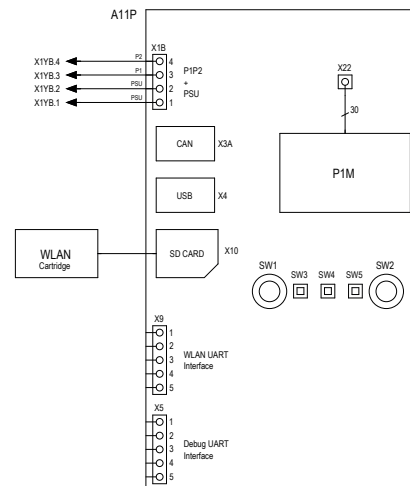 A11P
X1B
X1YB.4 P2 4
X1YB.3 P1 3
X1YB.2 PSU 2
X1YB.1 PSU 1
P1P2
+
PSU
X22
30
P1M
CAN X3A
USB X4
WLAN
Cartridge
SD CARD X10
SW1 SW3 SW4 SW5 SW2
X9
1
2
3
4
5
WLAN UART
Interface
X5
1
2
3
4
5
Debug UART
Interface